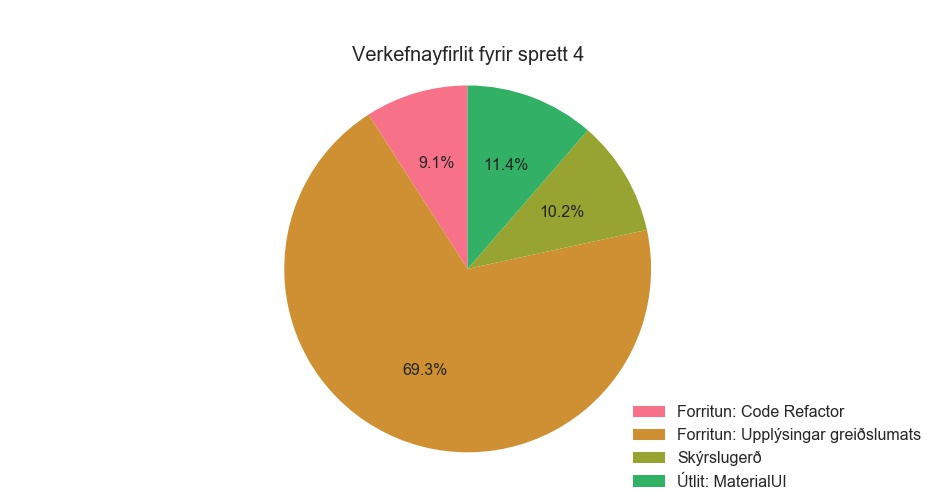 Verkefnayfirlit fyrir sprett 4
9.1%
11.4%
10.2%
69.3%
Forritun: Code Refactor
Forritun: Upplýsingar greiðslumats
Skýrslugerð
Útlit: MaterialUI